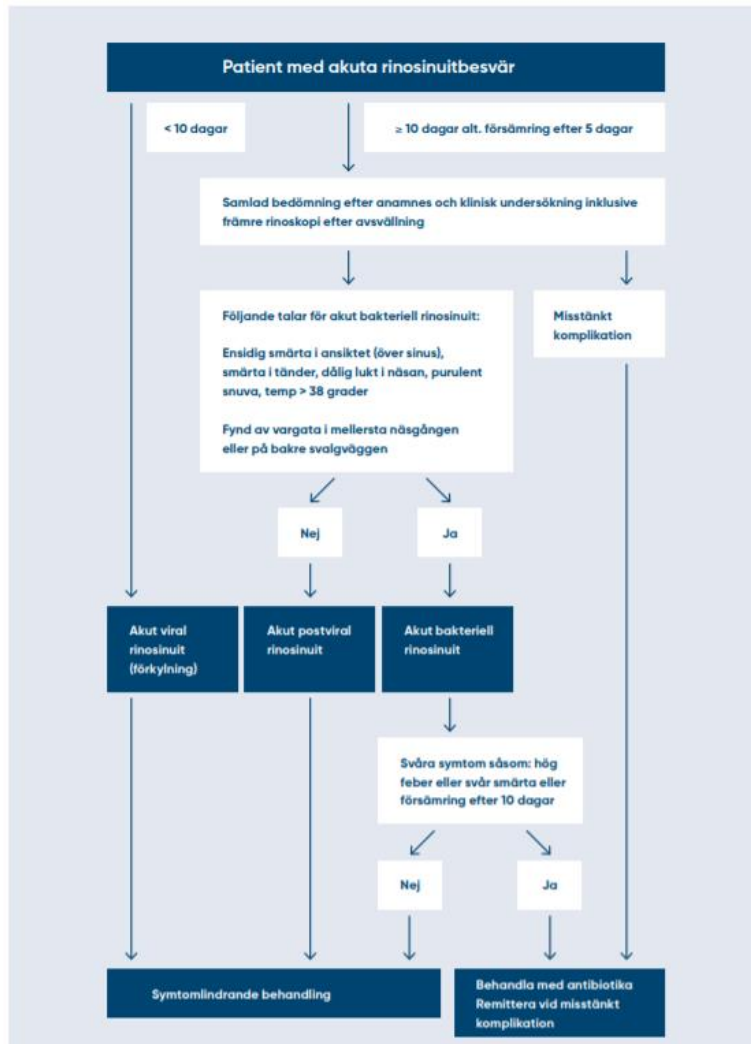 Patient med akuta rinosinuitbesvär
< 10 dagar
≥ 10 dagar alt. försämring efter 5 dagar
Samlad bedömning efter anamnes och klinisk undersökning inklusive
främre rinoskopi efter avsvällning
Följande talar för akut bakteriell rinosinuit:
Ensidig smärta i ansiktet (över sinus),
smärta i tänder, dålig lukt i näsan, purulent
snuva, temp > 38 grader
Fynd av vargata i mellersta näsgången
eller på bakre svalgväggen
Misstänkt
komplikation
Nej
Ja
Akut viral
rinosinuit
(förkylning)
Akut postviral
rinosinuit
Akut bakteriell
rinosinuit
Svåra symtom såsom: hög
feber eller svår smärta eller
försämring efter 10 dagar
Nej
Ja
Symtomlindrande behandling
Behandla med antibiotika
Remittera vid misstänkt
komplikation